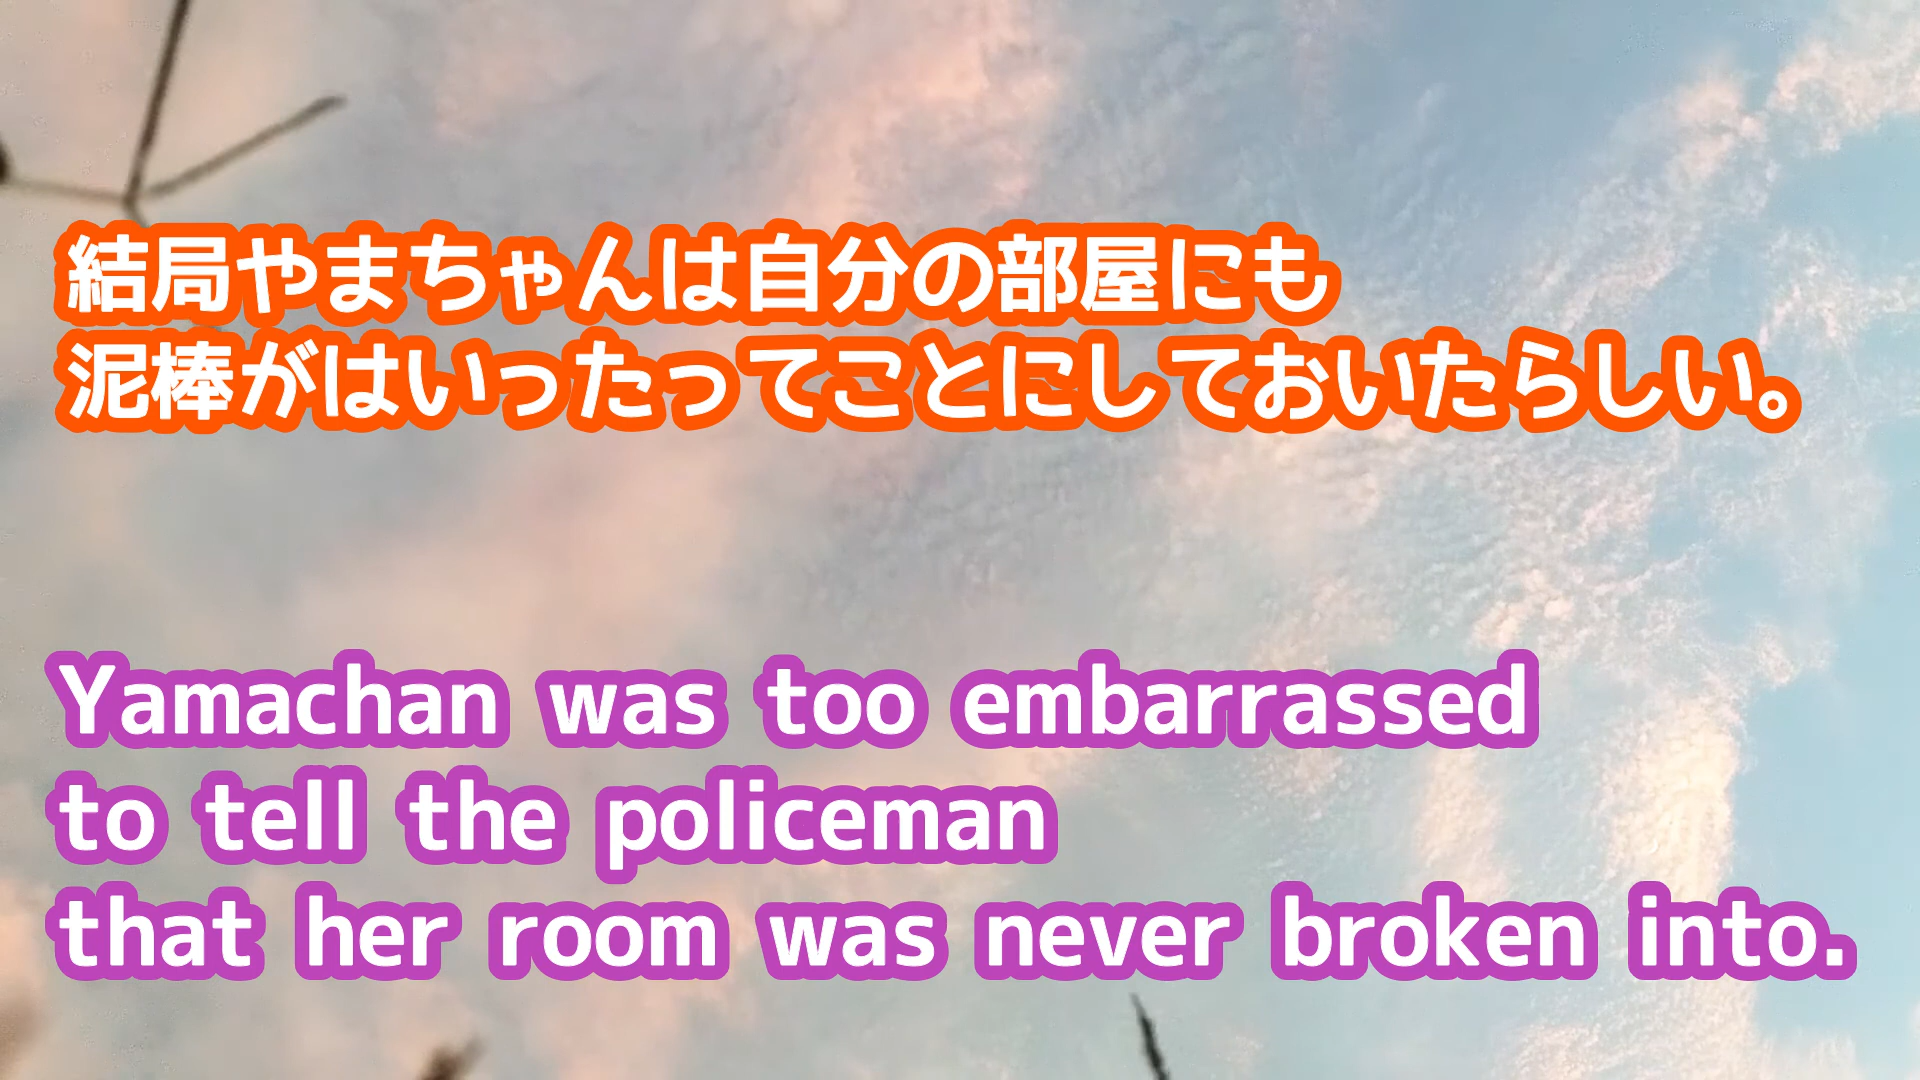 結局やまちゃんは自分の部屋にも
泥棒がはいったってことにしておいたらしい。
Yamachan was too embarrassed
to tell the policeman
that her room was never broken into.